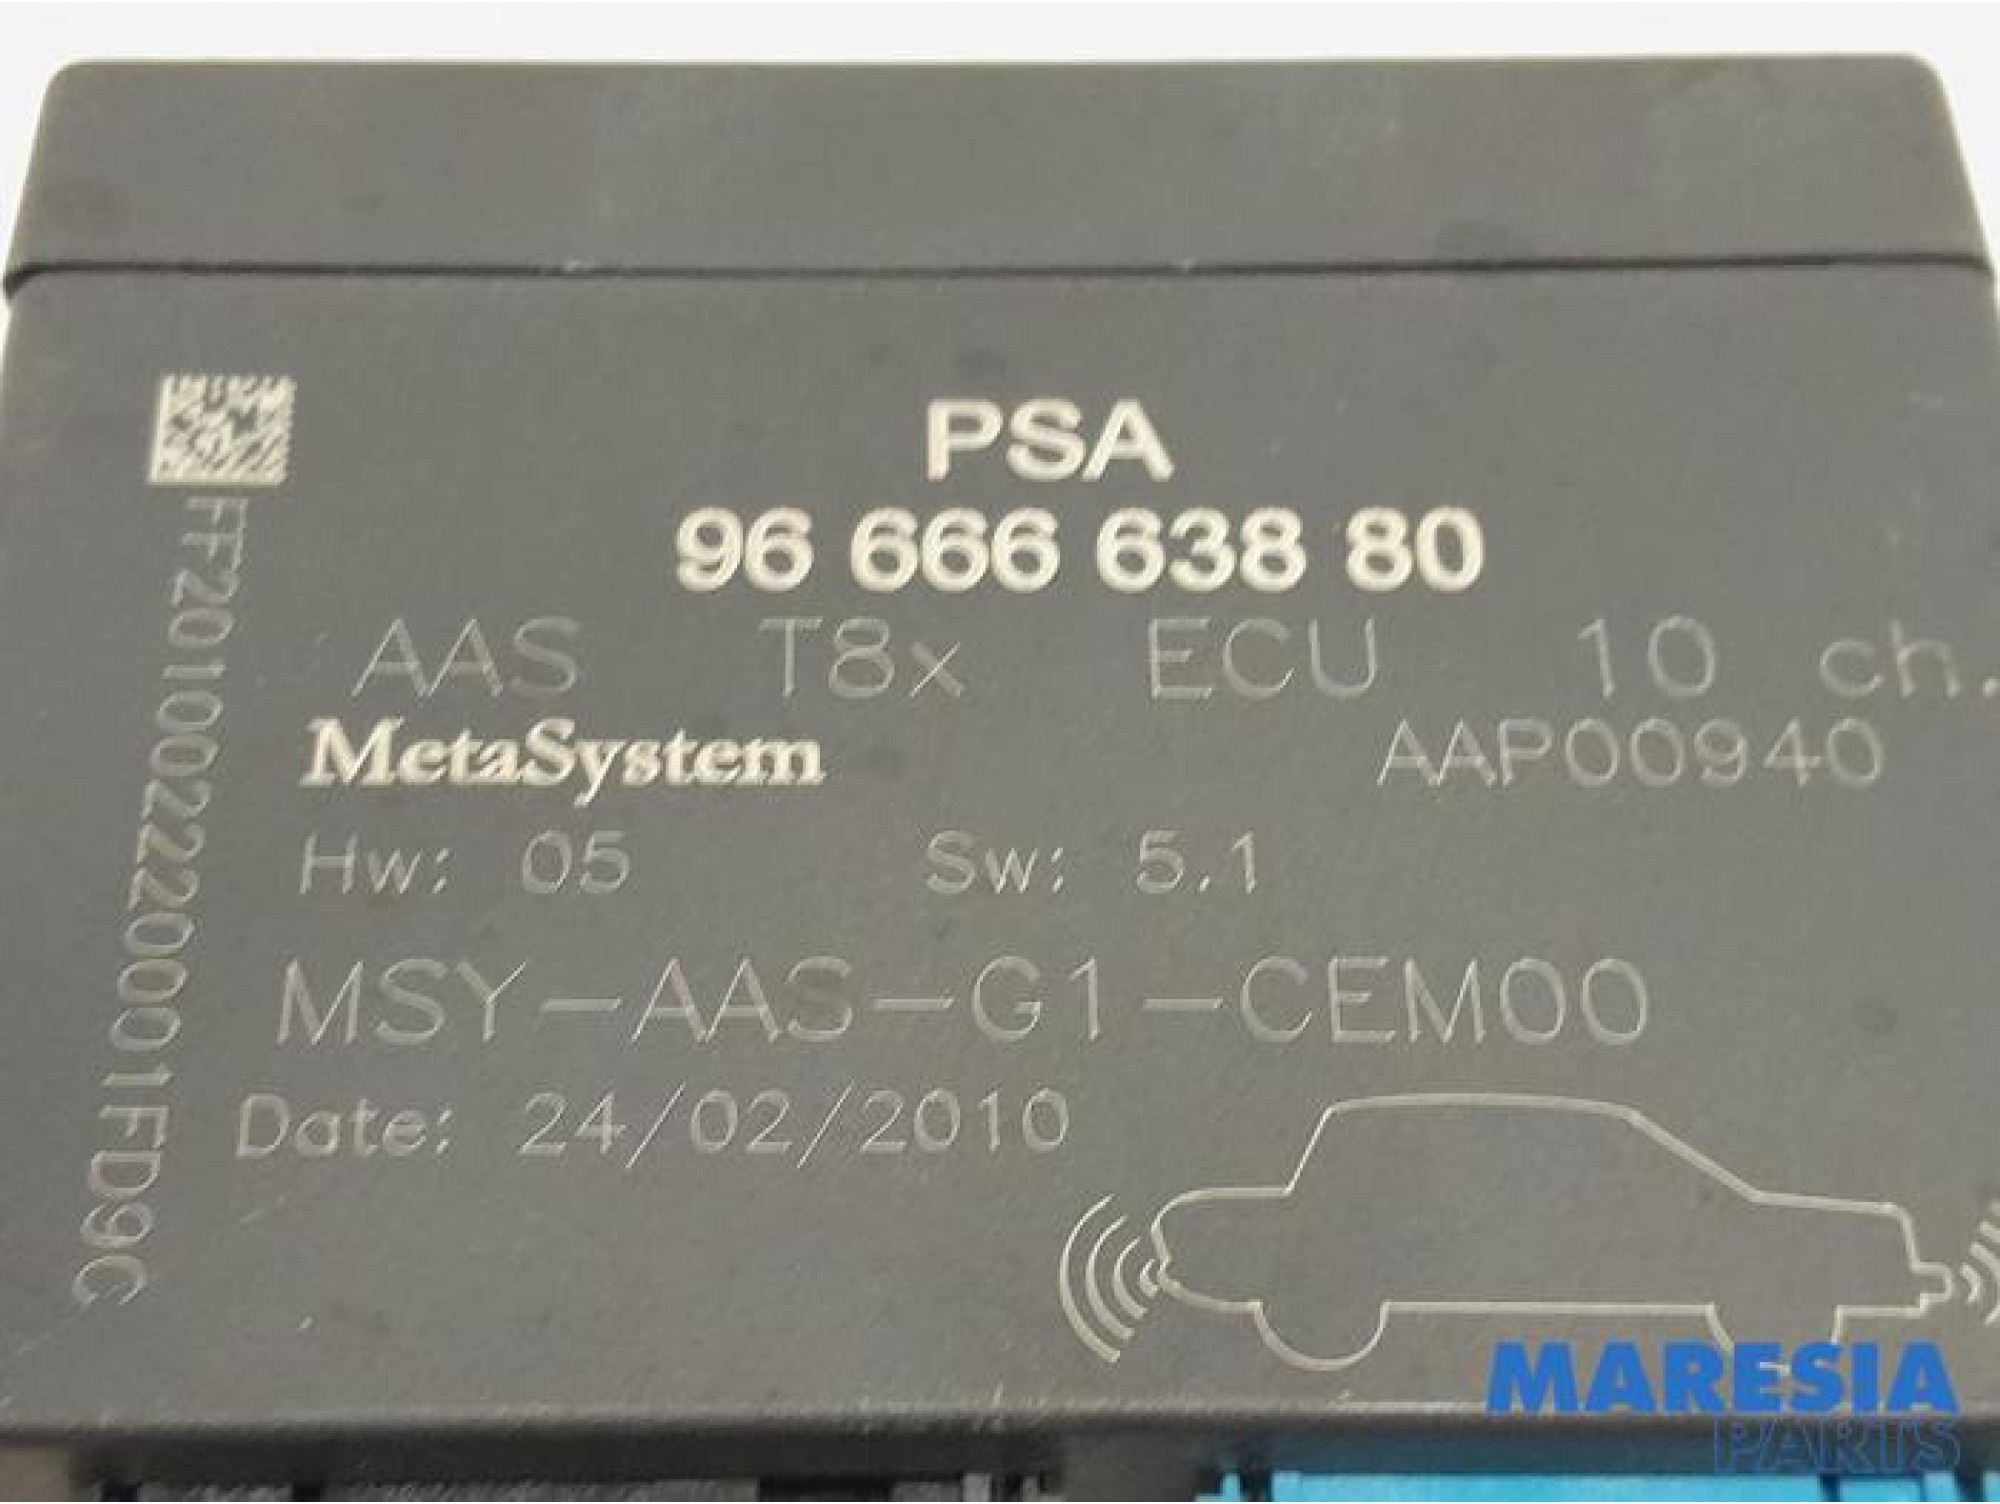 PSA
96 666 638 80
AAS T8x ECU 10 ch.
MetaSystem AAP00940
Hw: 05 Sw: 5.1
MSY-AAS-G1-CEM00
Date: 24/02/2010
FF201002220001FD9C
MARESIA
PARTS